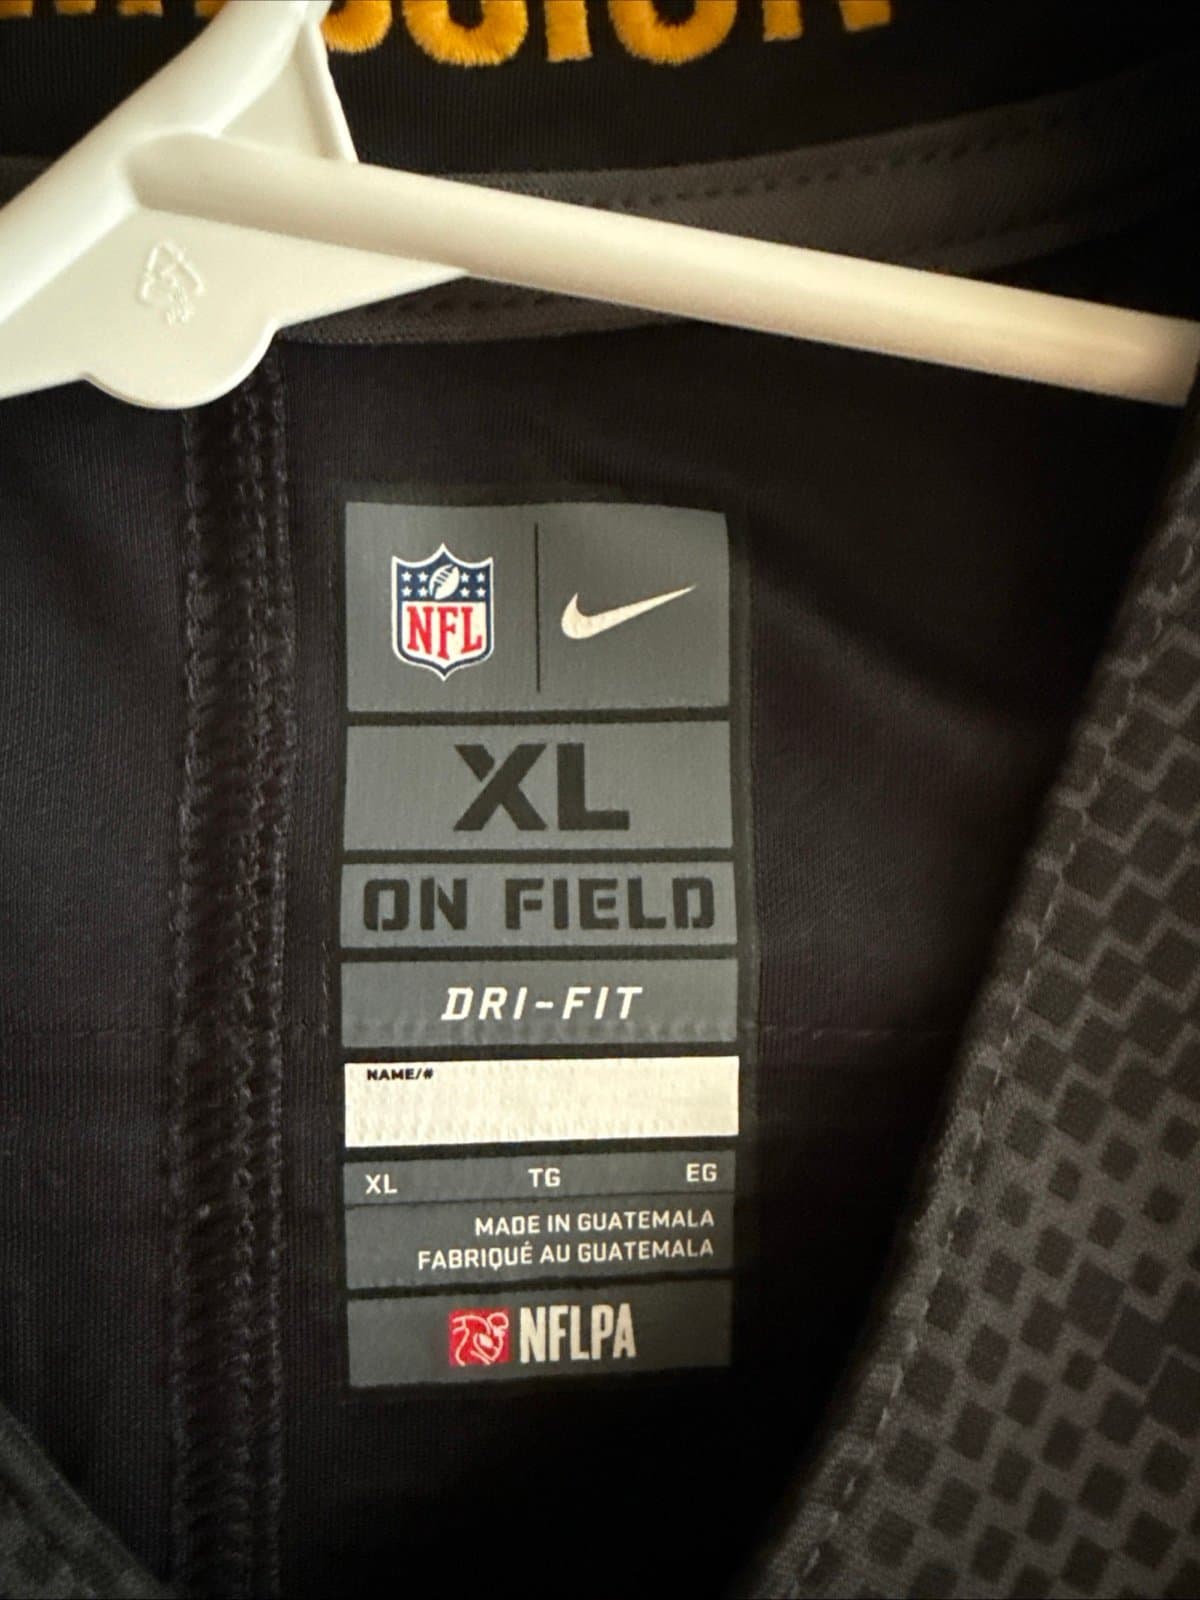 NFL
XL
ON FIELD
DRI-FIT
NAME/#
XL TG EG
MADE IN GUATEMALA
FABRIQUÉ AU GUATEMALA
NFLPA